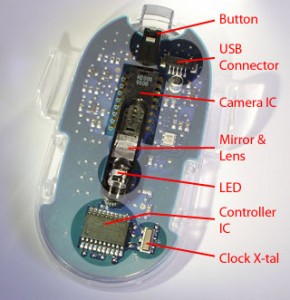 Button
USB
Connector
Camera IC
Mirror &
Lens
LED
Controller
IC
Clock X-tal